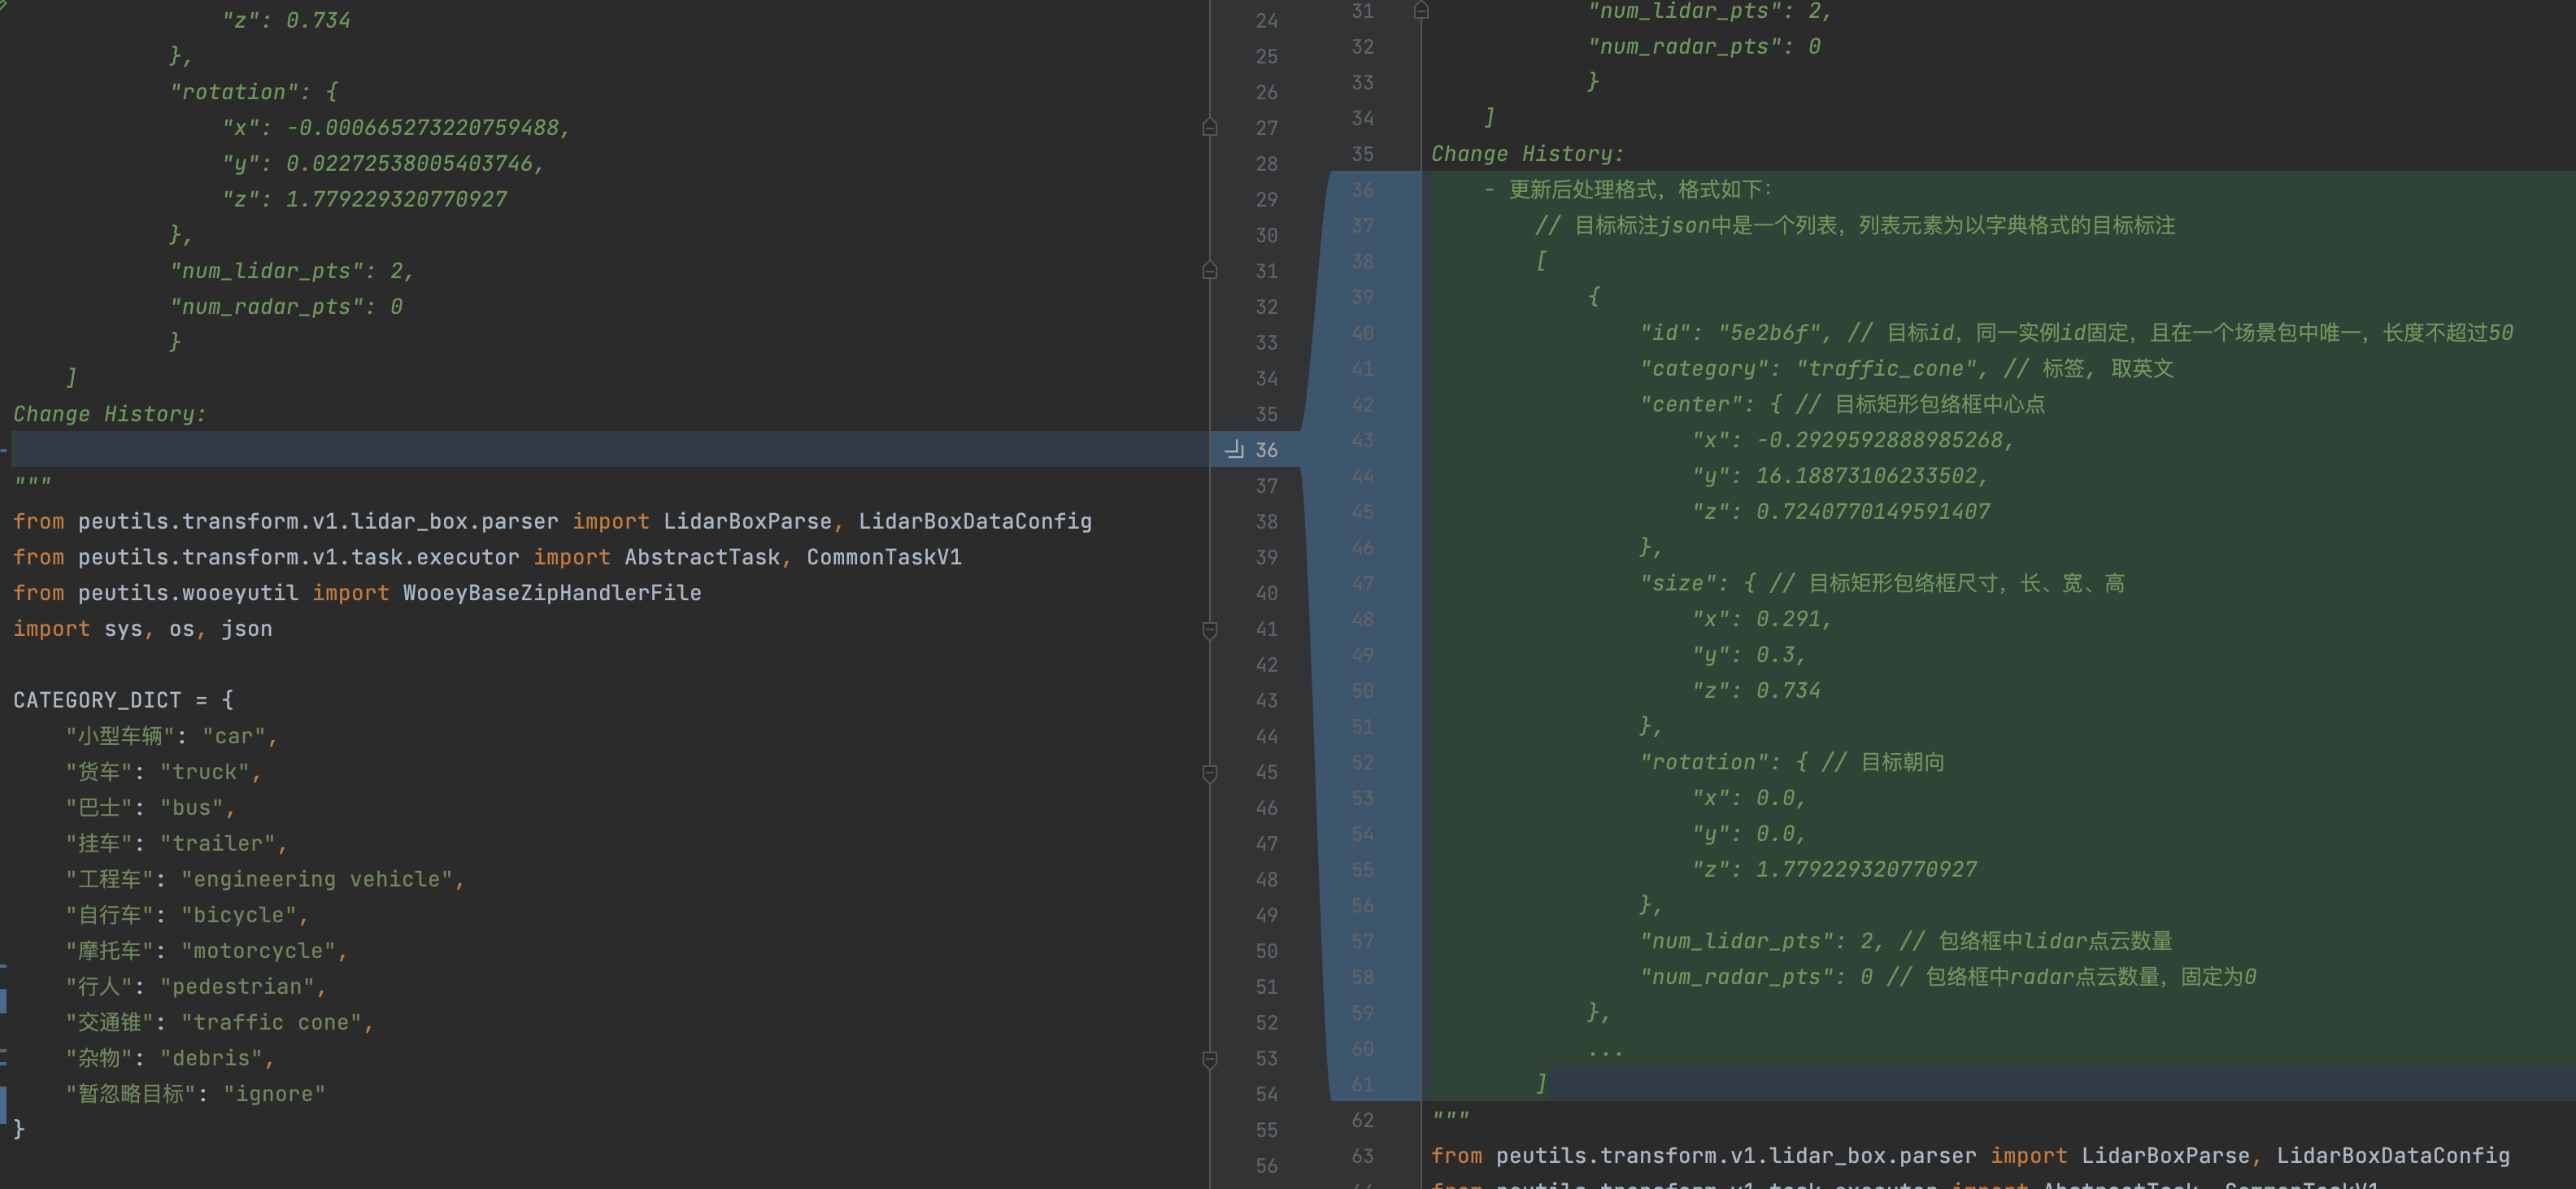 "z": 0.734
},
"rotation": {
"x": -0.000665273220759488,
"y": 0.02272538005403746,
"z": 1.779229320770927
},
"num_lidar_pts": 2,
"num_radar_pts": 0
}
]
Change History:
"""
from peutils.transform.v1.lidar_box.parser import LidarBoxParse, LidarBoxDataConfig
from peutils.transform.v1.task.executor import AbstractTask, CommonTaskV1
from peutils.wooeyutil import WooeyBaseZipHandlerFile
import sys, os, json
CATEGORY_DICT = {
"小型车辆": "car",
"货车": "truck",
"巴士": "bus",
"挂车": "trailer",
"工程车": "engineering vehicle",
"自行车": "bicycle",
"摩托车": "motorcycle",
"行人": "pedestrian",
"交通锥": "traffic cone",
"杂物": "debris",
"暂忽略目标": "ignore"
}
24
25
26
27
28
29
30
31
32
33
34
35
36
37
38
39
40
41
42
43
44
45
46
47
48
49
50
51
52
53
54
55
56
31 "num_lidar_pts": 2,
32 "num_radar_pts": 0
33 }
34 ]
35 Change History:
36 - 更新后处理格式，格式如下：
37 // 目标标注json中是一个列表，列表元素为以字典格式的目标标注
38 [
39 {
40 "id": "5e2b6f", // 目标id，同一实例id固定，且在一个场景包中唯一，长度不超过50
41 "category": "traffic_cone", // 标签, 取英文
42 "center": { // 目标矩形包络框中心点
43 "x": -0.2929592888985268,
44 "y": 16.18873106233502,
45 "z": 0.7240770149591407
46 },
47 "size": { // 目标矩形包络框尺寸，长、宽、高
48 "x": 0.291,
49 "y": 0.3,
50 "z": 0.734
51 },
52 "rotation": { // 目标朝向
53 "x": 0.0,
54 "y": 0.0,
55 "z": 1.779229320770927
56 },
57 "num_lidar_pts": 2, // 包络框中lidar点云数量
58 "num_radar_pts": 0 // 包络框中radar点云数量，固定为0
59 },
60 ...
61 ]
62 """
63 from peutils.transform.v1.lidar_box.parser import LidarBoxParse, LidarBoxDataConfig
from peutils.transform.v1.task.executor import AbstractTask, CommonTaskV1